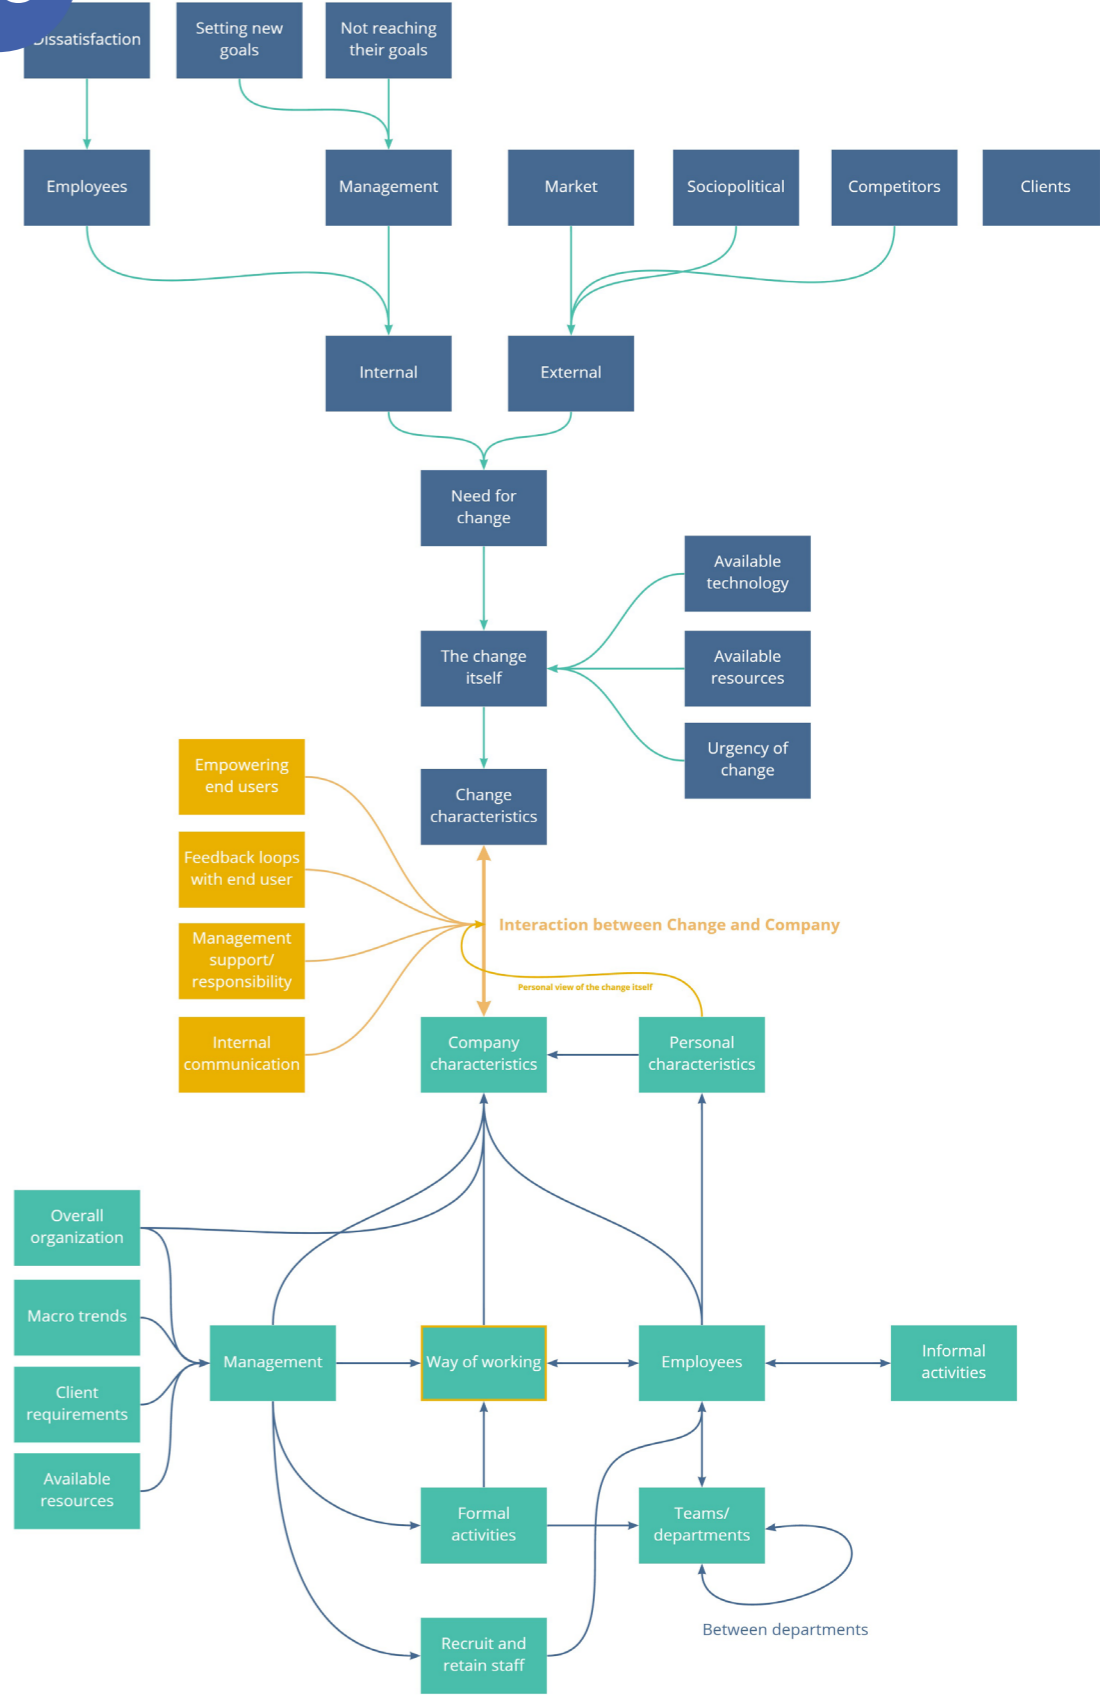 Dissatisfaction
Setting new
goals
Not reaching
their goals
Employees
Management
Market
Sociopolitical
Competitors
Clients
Internal
External
Need for
change
Available
technology
The change
itself
Available
resources
Urgency of
change
Empowering
end users
Change
characteristics
Feedback loops
with end user
Interaction between Change and Company
Management
support/
responsibility
Personal view of the change itself
Internal
communication
Company
characteristics
Personal
characteristics
Overall
organization
Macro trends
Client
requirements
Available
resources
Management
Way of working
Employees
Informal
activities
Formal
activities
Teams/
departments
Between departments
Recruit and
retain staff